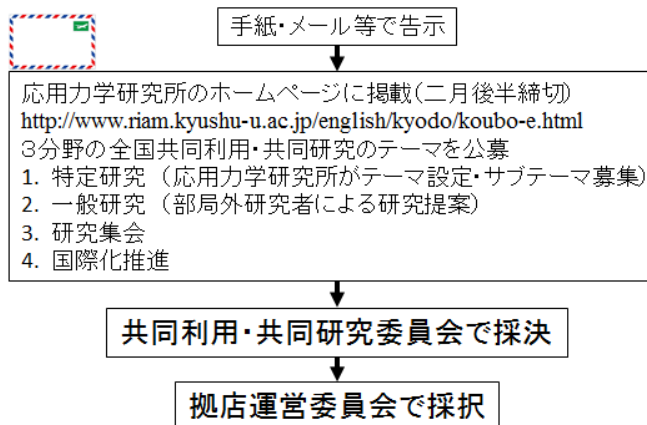 手紙・メール等で告示
応用力学研究所のホームページに掲載(二月後半締切)
http://www.riam.kyushu-u.ac.jp/english/kyodo/koubo-e.html
3分野の全国共同利用・共同研究のテーマを公募
1. 特定研究 (応用力学研究所がテーマ設定・サブテーマ募集)
2. 一般研究 (部局外研究者による研究提案)
3. 研究集会
4. 国際化推進
共同利用・共同研究委員会で採決
拠点運営委員会で採択